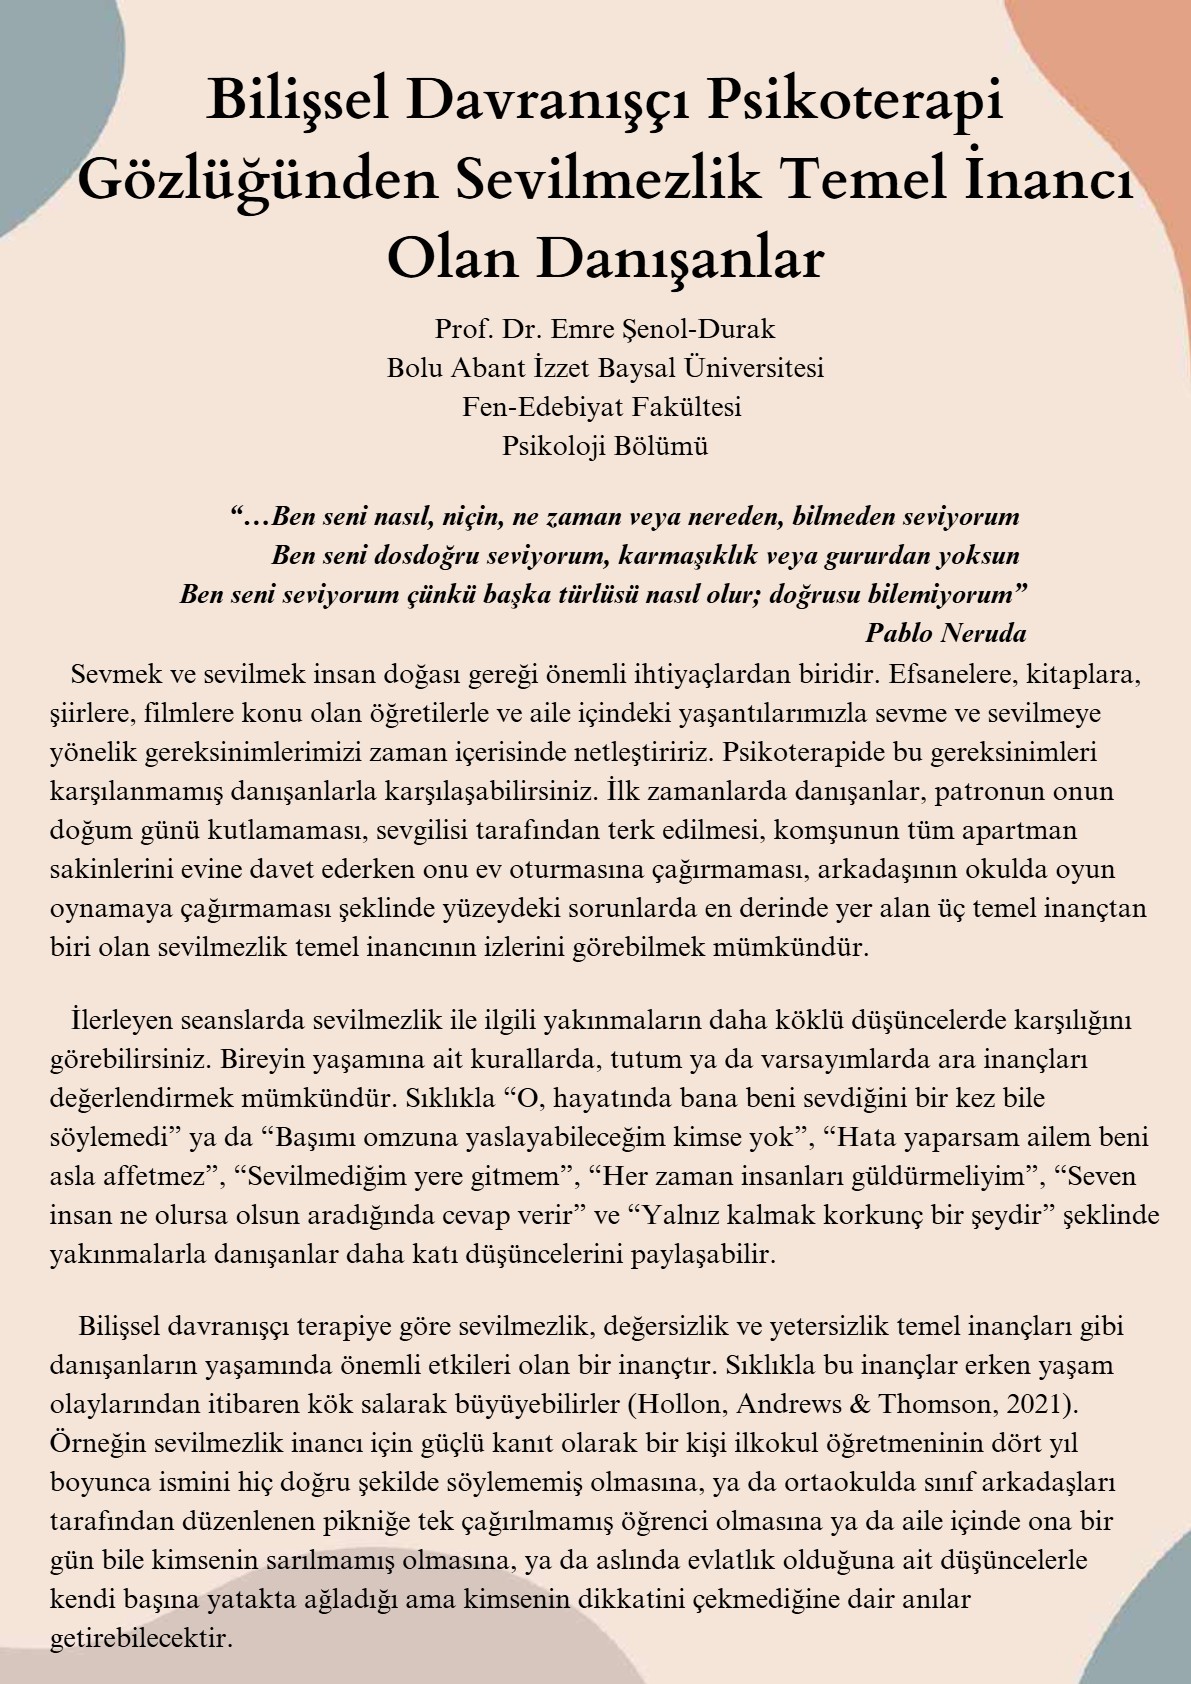 Bilişsel Davranışçı Psikoterapi
Gözlüğünden Sevilmezlik Temel İnancı
Olan Danışanlar
Prof. Dr. Emre Şenol-Durak
Bolu Abant İzzet Baysal Üniversitesi
Fen-Edebiyat Fakültesi
Psikoloji Bölümü
“…Ben seni nasıl, niçin, ne zaman veya nereden, bilmeden seviyorum
Ben seni dosdoğru seviyorum, karmaşıklık veya gururdan yoksun
Ben seni seviyorum çünkü başka türlüsü nasıl olur; doğrusu bilemiyorum”
Pablo Neruda
Sevmek ve sevilmek insan doğası gereği önemli ihtiyaçlardan biridir. Efsanelere, kitaplara,
şiirlere, filmlere konu olan öğretilerle ve aile içindeki yaşantılarımızla sevme ve sevilmeye
yönelik gereksinimlerimizi zaman içerisinde netleştiririz. Psikoterapide bu gereksinimleri
karşılanmamış danışanlarla karşılaşabilirsiniz. İlk zamanlarda danışanlar, patronun onun
doğum günü kutlamaması, sevgilisi tarafından terk edilmesi, komşunun tüm apartman
sakinlerini evine davet ederken onu ev oturmasına çağırmaması, arkadaşının okulda oyun
oynamaya çağırmaması şeklinde yüzeydeki sorunlarda en derinde yer alan üç temel inançtan
biri olan sevilmezlik temel inancının izlerini görebilmek mümkündür.
İlerleyen seanslarda sevilmezlik ile ilgili yakınmaların daha köklü düşüncelerde karşılığını
görebilirsiniz. Bireyin yaşamına ait kurallarda, tutum ya da varsayımlarda ara inançları
değerlendirmek mümkündür. Sıklıkla “O, hayatında bana beni sevdiğini bir kez bile
söylemedi” ya da “Başımı omzuna yaslayabileceğim kimse yok”, “Hata yaparsam ailem beni
asla affetmez”, “Sevilmediğim yere gitmem”, “Her zaman insanları güldürmeliyim”, “Seven
insan ne olursa olsun aradığında cevap verir” ve “Yalnız kalmak korkunç bir şeydir” şeklinde
yakınmalarla danışanlar daha katı düşüncelerini paylaşabilir.
Bilişsel davranışçı terapiye göre sevilmezlik, değersizlik ve yetersizlik temel inançları gibi
danışanların yaşamında önemli etkileri olan bir inançtır. Sıklıkla bu inançlar erken yaşam
olaylarından itibaren kök salarak büyüyebilirler (Hollon, Andrews & Thomson, 2021).
Örneğin sevilmezlik inancı için güçlü kanıt olarak bir kişi ilkokul öğretmeninin dört yıl
boyunca ismini hiç doğru şekilde söylememiş olmasına, ya da ortaokulda sınıf arkadaşları
tarafından düzenlenen pikniğe tek çağırılmamış öğrenci olmasına ya da aile içinde ona bir
gün bile kimsenin sarılmamış olmasına, ya da aslında evlatlık olduğuna ait düşüncelerle
kendi başına yatakta ağladığı ama kimsenin dikkatini çekmediğine dair anılar
getirebilecektir.